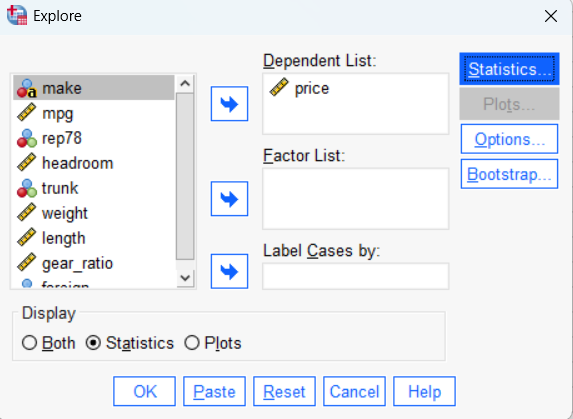 Explore
Dependent List:
Statistics...
make
price
mpg
Plots...
rep78
Options...
headroom
Factor List:
Bootstrap...
trunk
weight
length
Label Cases by:
gear_ratio
foreign
Display
Both Statistics Plots
OK Paste Reset Cancel Help